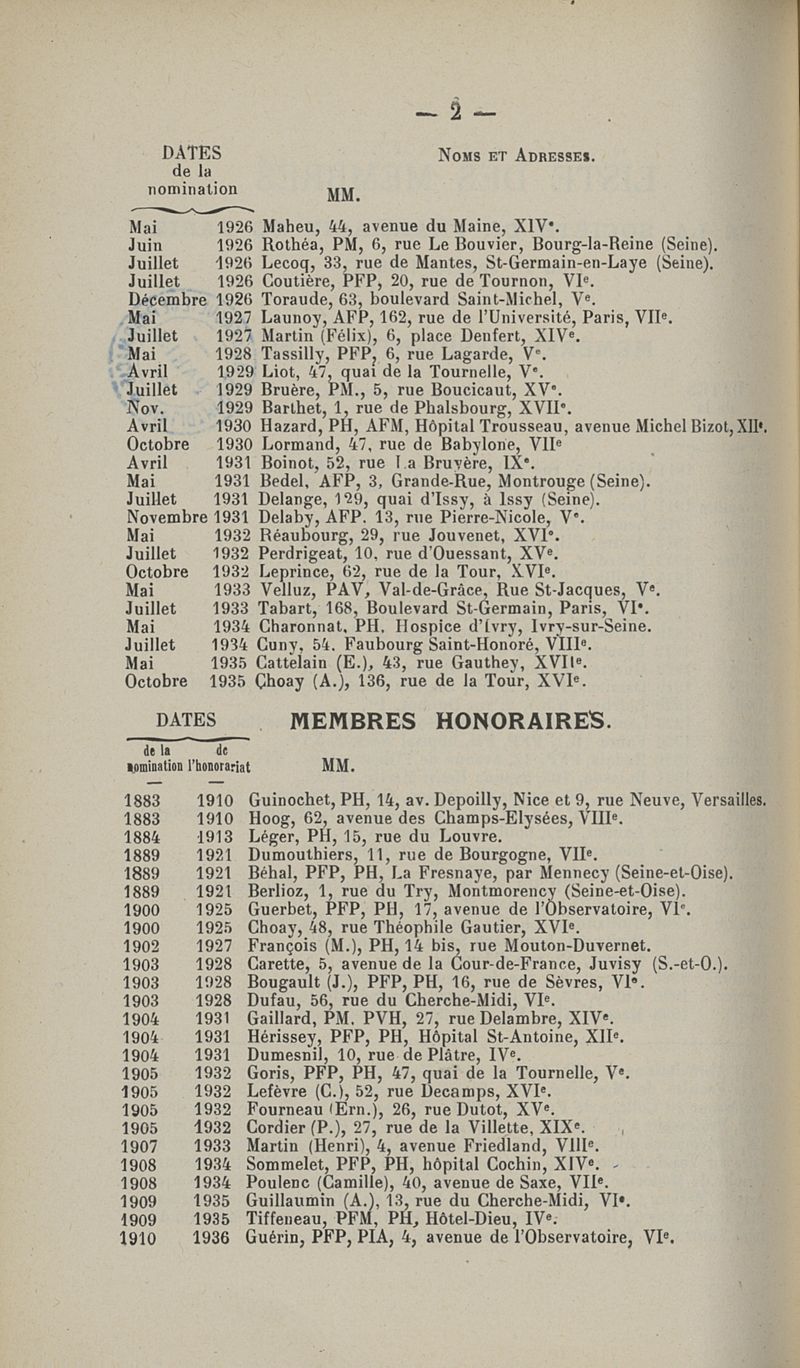 — 2 —
DATES
de la
nomination
NOMS ET ADRESSES.
MM.
Mai 1926 Maheu, 44, avenue du Maine, XIVe.
Juin 1926 Rothéa, PM, 6, rue Le Bouvier, Bourg-la-Reine (Seine).
Juillet 1926 Lecoq, 33, rue de Mantes, St-Germain-en-Laye (Seine).
Juillet 1926 Coutière, PFP, 20, rue de Tournon, VIe.
Décembre 1926 Toraude, 63, boulevard Saint-Michel, Ve.
Mai 1927 Launoy, AFP, 162, rue de l'Université, Paris, VIIe.
Juillet 1927 Martin (Félix), 6, place Denfert, XIVe.
Mai 1928 Tassilly, PFP, 6, rue Lagarde, Ve.
Avril 1929 Liot, 47, quai de la Tournelle, Ve.
Juillet 1929 Bruère, PM., 5, rue Boucicaut, XVe.
Nov. 1929 Barthet, 1, rue de Phalsbourg, XVIIe.
Avril 1930 Hazard, PH, AFM, Hôpital Trousseau, avenue Michel Bizot, XIIe.
Octobre 1930 Lormand, 47, rue de Babylone, VIIe
Avril 1931 Boinot, 52, rue La Bruyère, IXe.
Mai 1931 Bedel, AFP, 3, Grande-Rue, Montrouge (Seine).
Juillet 1931 Delange, 129, quai d'Issy, à Issy (Seine).
Novembre 1931 Delaby, AFP. 13, rue Pierre-Nicole, Ve.
Mai 1932 Réaubourg, 29, rue Jouvenet, XVIe.
Juillet 1932 Perdrigeat, 10, rue d'Ouessant, XVe.
Octobre 1932 Leprince, 62, rue de la Tour, XVIe.
Mai 1933 Velluz, PAV, Val-de-Grâce, Rue St-Jacques, Ve.
Juillet 1933 Tabart, 168, Boulevard St-Germain, Paris, VIe.
Mai 1934 Charonnat, PH, Hospice d'Ivry, Ivry-sur-Seine.
Juillet 1934 Cuny, 54. Faubourg Saint-Honoré, VIIIe.
Mai 1935 Cattelain (E.), 43, rue Gauthey, XVIIe.
Octobre 1935 Choay (A.), 136, rue de la Tour, XVIe.
DATES
MEMBRES HONORAIRES.
de la de
nomination l'honorariat
MM.
1883 1910 Guinochet, PH, 14, av. Depoilly, Nice et 9, rue Neuve, Versailles.
1883 1910 Hoog, 62, avenue des Champs-Elysées, VIIIe.
1884 1913 Léger, PH, 15, rue du Louvre.
1889 1921 Dumouthiers, 11, rue de Bourgogne, VIIe.
1889 1921 Béhal, PFP, PH, La Fresnaye, par Mennecy (Seine-et-Oise).
1889 1921 Berlioz, 1, rue du Try, Montmorency (Seine-et-Oise).
1900 1925 Guerbet, PFP, PH, 17, avenue de l'Observatoire, VIe.
1900 1925 Choay, 48, rue Théophile Gautier, XVIe.
1902 1927 François (M.), PH, 14 bis, rue Mouton-Duvernet.
1903 1928 Carette, 5, avenue de la Cour-de-France, Juvisy (S.-et-O.).
1903 1928 Bougault (J.), PFP, PH, 16, rue de Sèvres, VIe.
1903 1928 Dufau, 56, rue du Cherche-Midi, VIe.
1904 1931 Gaillard, PM, PVH, 27, rue Delambre, XIVe.
1904 1931 Hérissey, PFP, PH, Hôpital St-Antoine, XIIe.
1904 1931 Dumesnil, 10, rue de Plâtre, IVe.
1905 1932 Goris, PFP, PH, 47, quai de la Tournelle, Ve.
1905 1932 Lefèvre (C.), 52, rue Decamps, XVIe.
1905 1932 Fourneau (Ern.), 26, rue Dutot, XVe.
1905 1932 Cordier (P.), 27, rue de la Villette, XIXe.
1907 1933 Martin (Henri), 4, avenue Friedland, VIIIe.
1908 1934 Sommelet, PFP, PH, hôpital Cochin, XIVe.
1908 1934 Poulenc (Camille), 40, avenue de Saxe, VIIe.
1909 1935 Guillaumin (A.), 13, rue du Cherche-Midi, VIe.
1909 1935 Tiffeneau, PFM, PH, Hôtel-Dieu, IVe.
1910 1936 Guérin, PFP, PIA, 4, avenue de l'Observatoire, VIe.